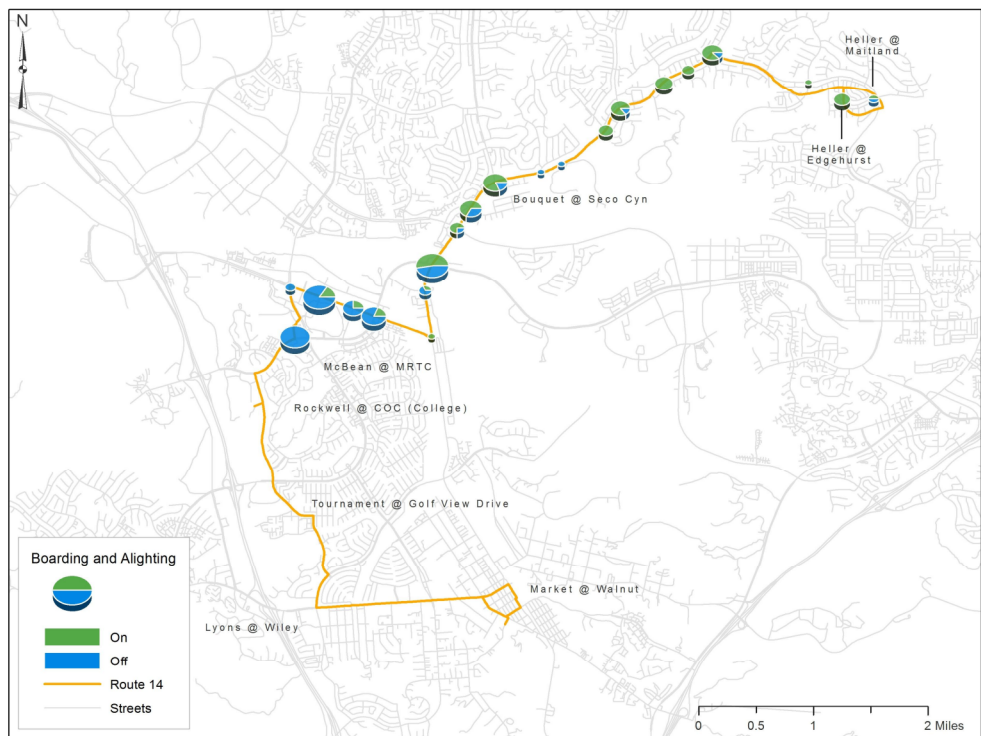 N
Heller @
Maitland
Heller @
Edgehurst
Bouquet @ Seco Cyn
McBean @ MRTC
Rockwell @ COC (College)
Tournament @ Golf View Drive
Market @ Walnut
Lyons @ Wiley
Boarding and Alighting
On
Off
Route 14
Streets
0 0.5 1 2 Miles